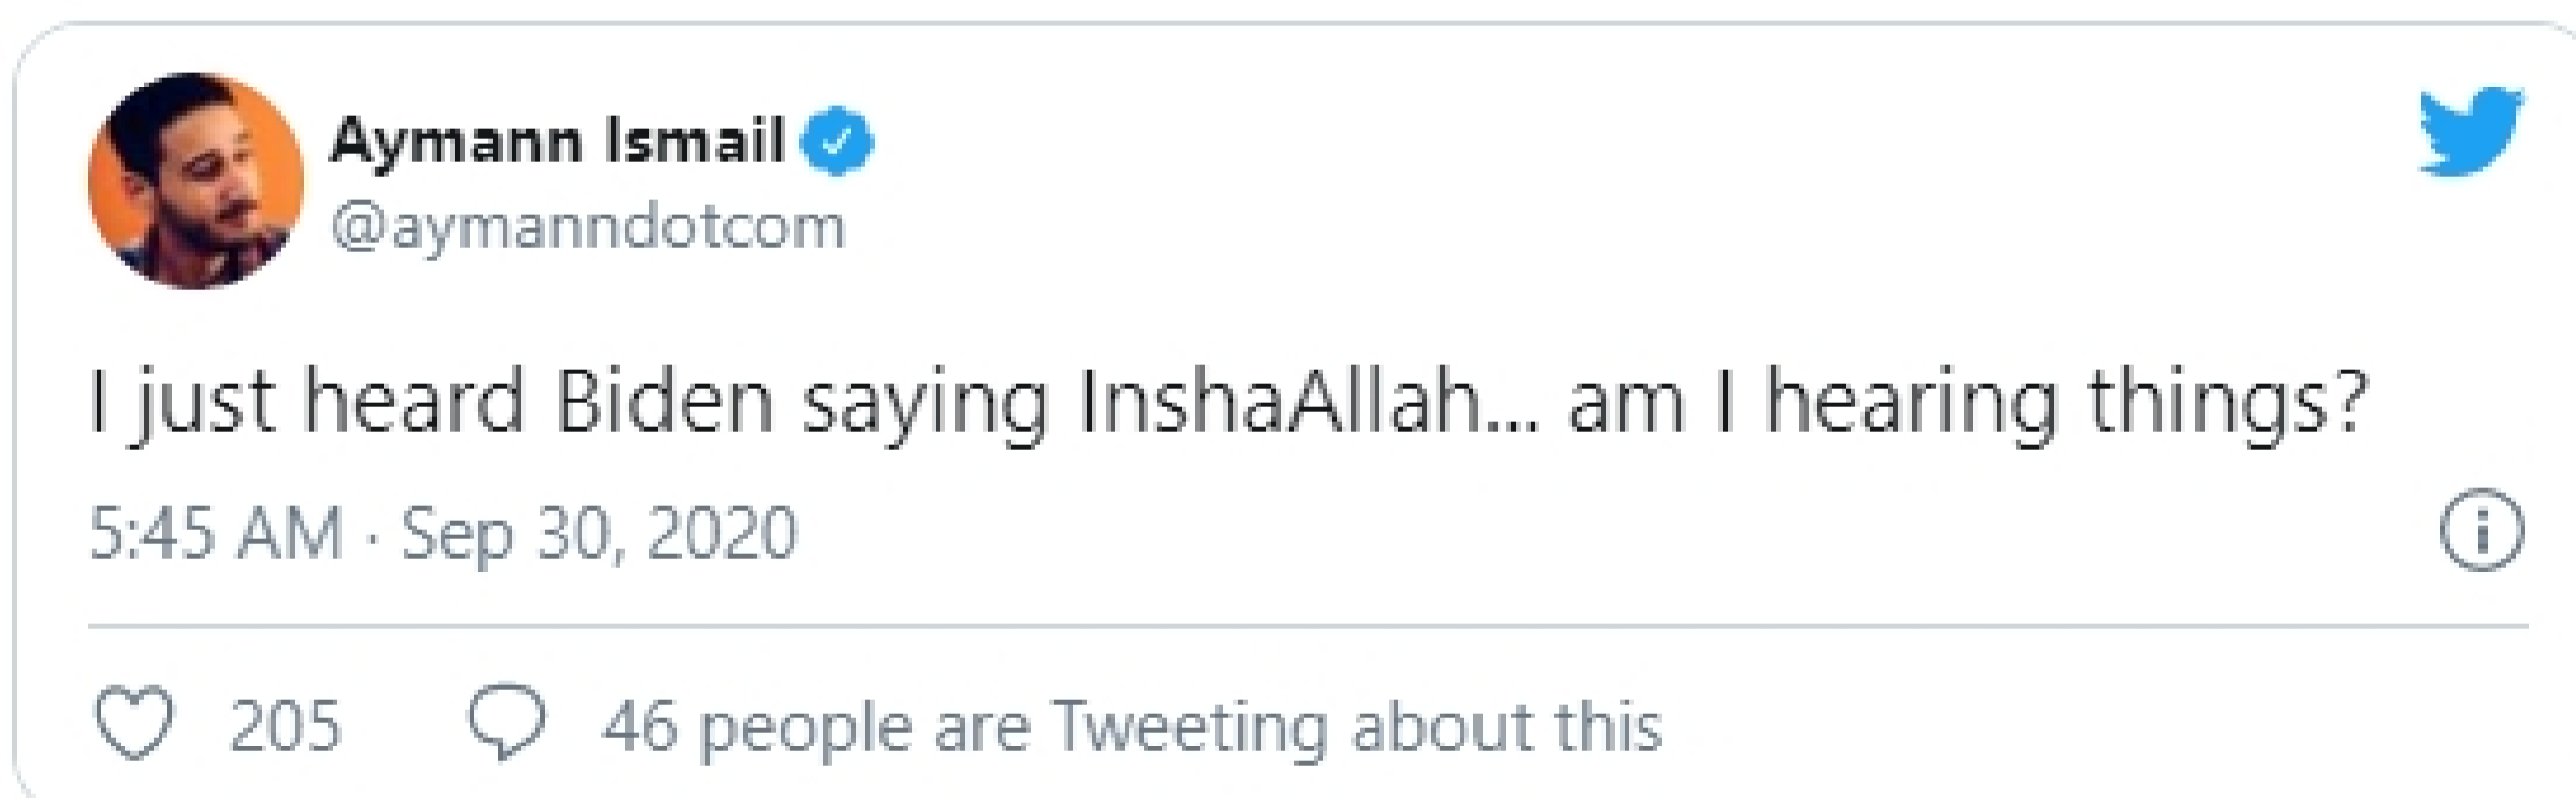 Aymann Ismail
@aymanndotcom
I just heard Biden saying InshaAllah... am I hearing things?
5:45 AM · Sep 30, 2020
205 46 people are Tweeting about this